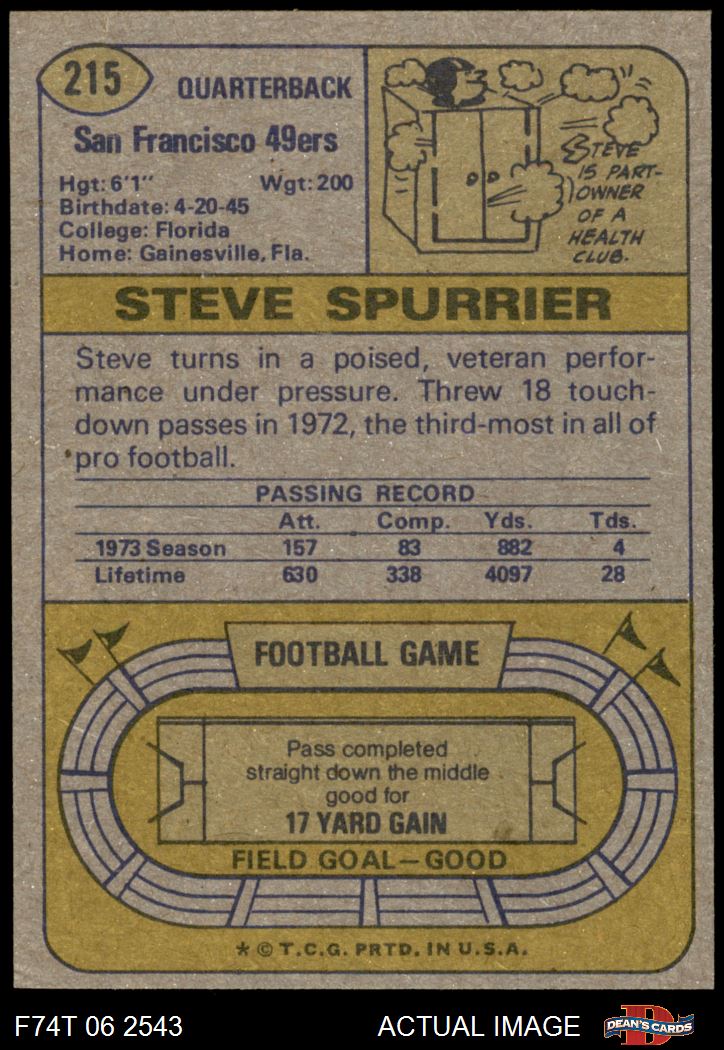 215
QUARTERBACK
San Francisco 49ers
Hgt: 6'1" Wgt: 200
Birthdate: 4-20-45
College: Florida
Home: Gainesville, Fla.
STEVE
IS PART-
OWNER
OF A
HEALTH
CLUB.
STEVE SPURRIER
Steve turns in a poised, veteran perfor-
mance under pressure. Threw 18 touch-
down passes in 1972, the third-most in all of
pro football.
PASSING RECORD
Att. Comp. Yds. Tds.
1973 Season 157 83 882 4
Lifetime 630 338 4097 28
FOOTBALL GAME
Pass completed
straight down the middle
good for
17 YARD GAIN
FIELD GOAL—GOOD
* © T.C.G. PRTD. IN U.S.A.
F74T 06 2543 ACTUAL IMAGE
D
DEAN'S CARDS